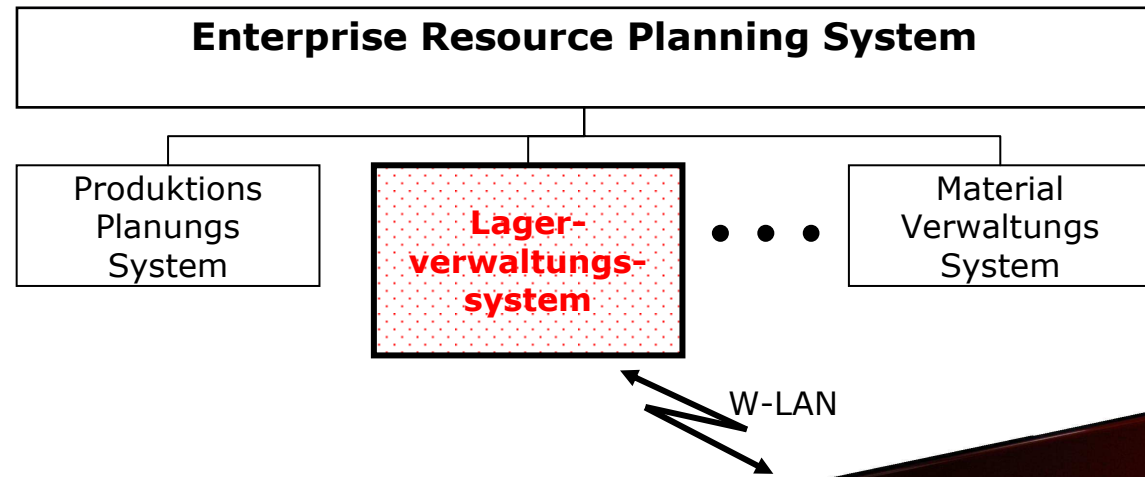 Enterprise Resource Planning System
Produktions
Planungs
System
Lager-
verwaltungs-
system
Material
Verwaltungs
System
W-LAN